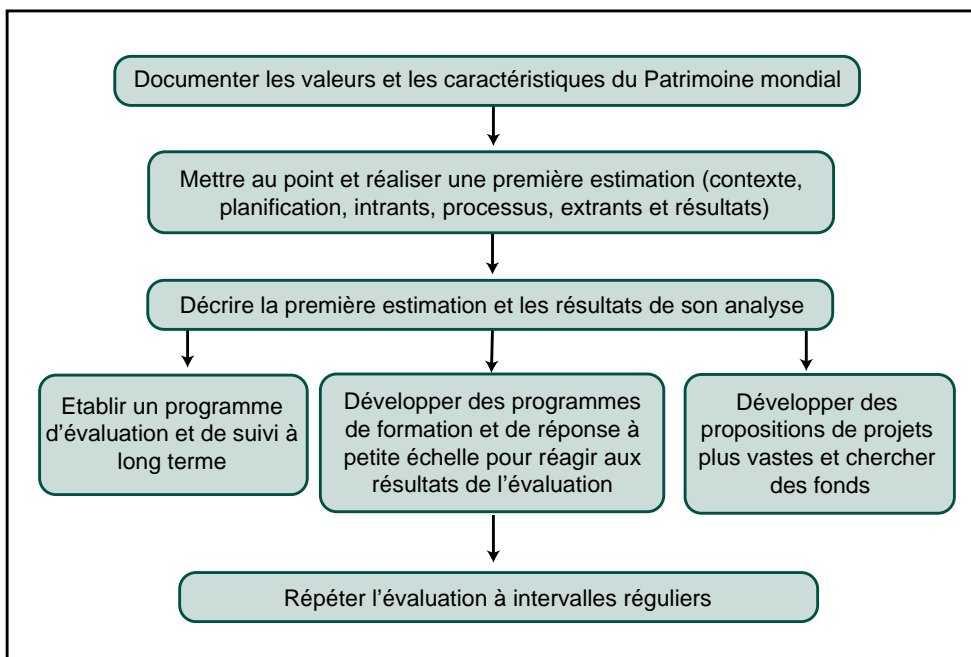 Documenter les valeurs et les caractéristiques du Patrimoine mondial
Mettre au point et réaliser une première estimation (contexte,
planification, intrants, processus, extrants et résultats)
Décrire la première estimation et les résultats de son analyse
Etablir un programme
d’évaluation et de suivi à
long terme
Développer des programmes
de formation et de réponse à
petite échelle pour réagir aux
résultats de l’évaluation
Développer des
propositions de projets
plus vastes et chercher
des fonds
Répéter l’évaluation à intervalles réguliers